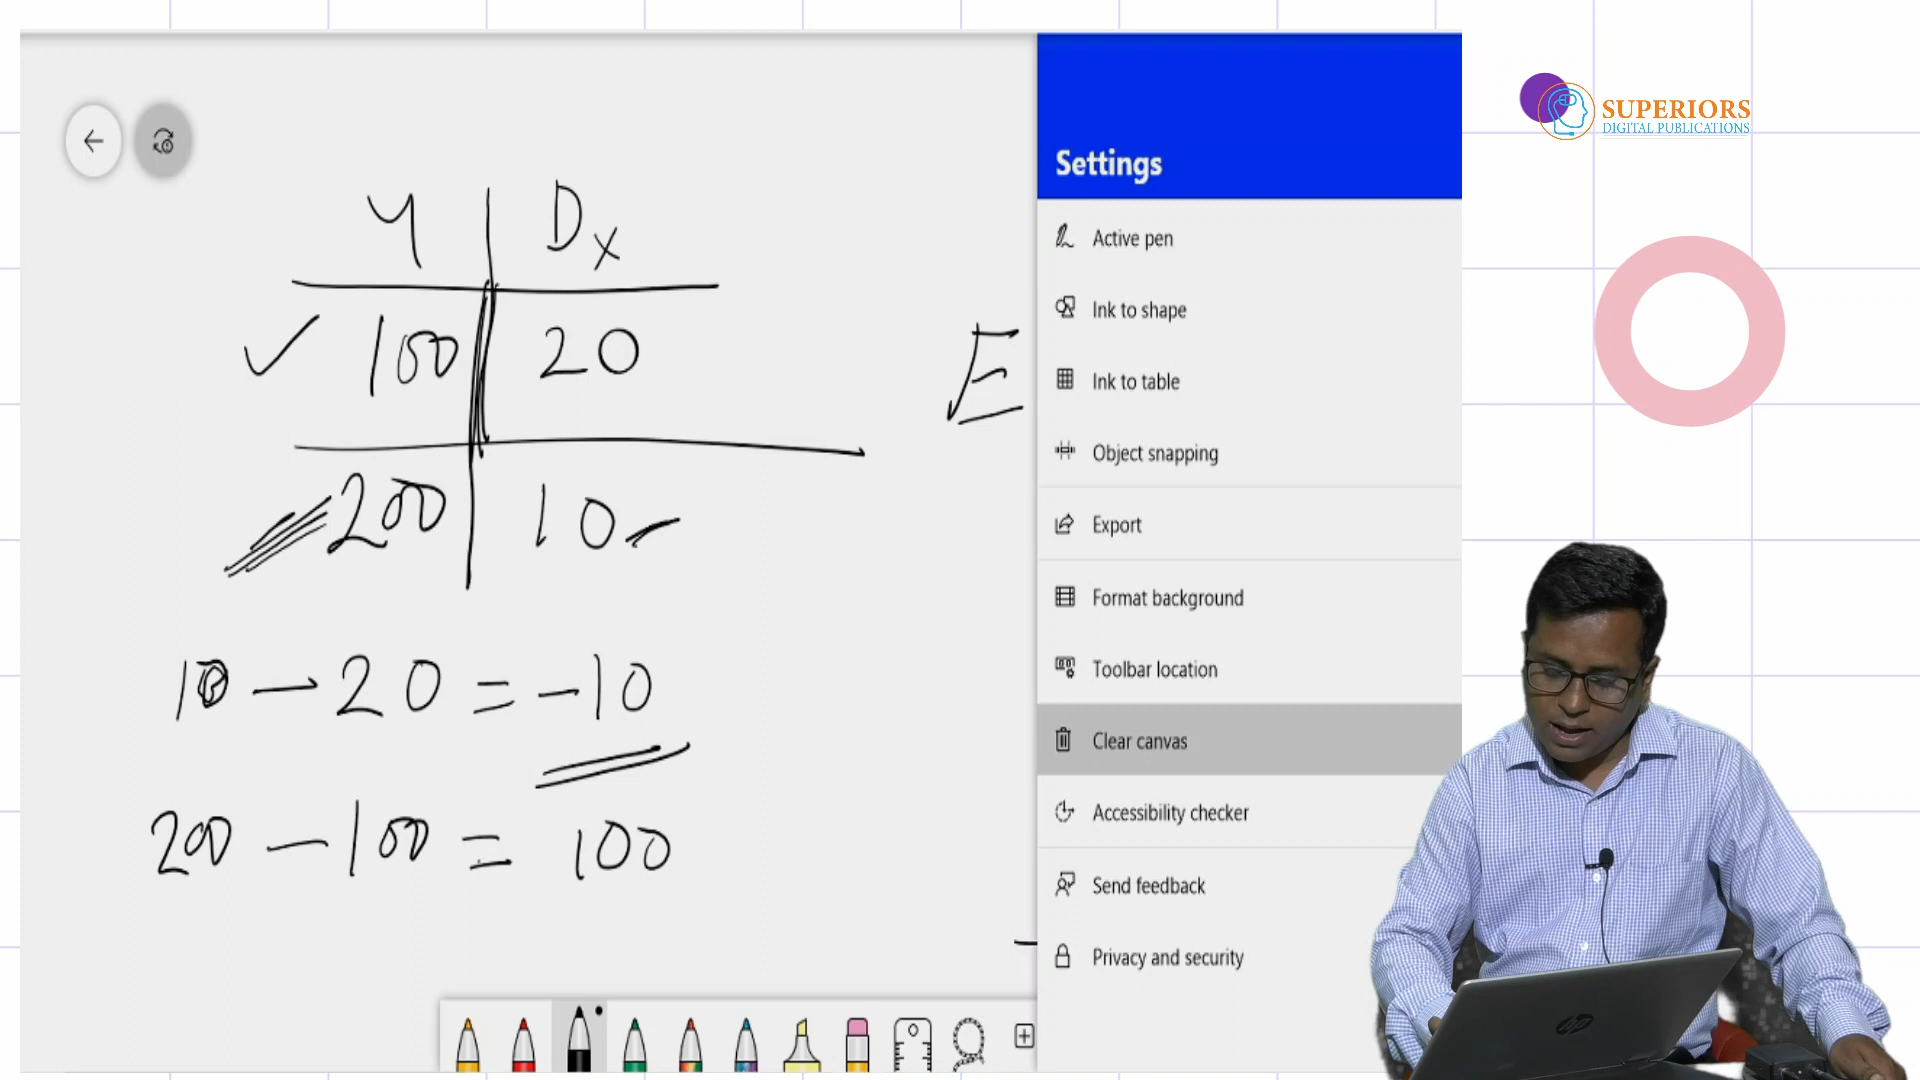 Y Dx
✓ 100 20
E
200 10
10 — 20 = -10
200 — 100 = 100
Settings
Active pen
Ink to shape
Ink to table
Object snapping
Export
Format background
Toolbar location
Clear canvas
Accessibility checker
Send feedback
Privacy and security
SUPERIORS
DIGITAL PUBLICATIONS
hp